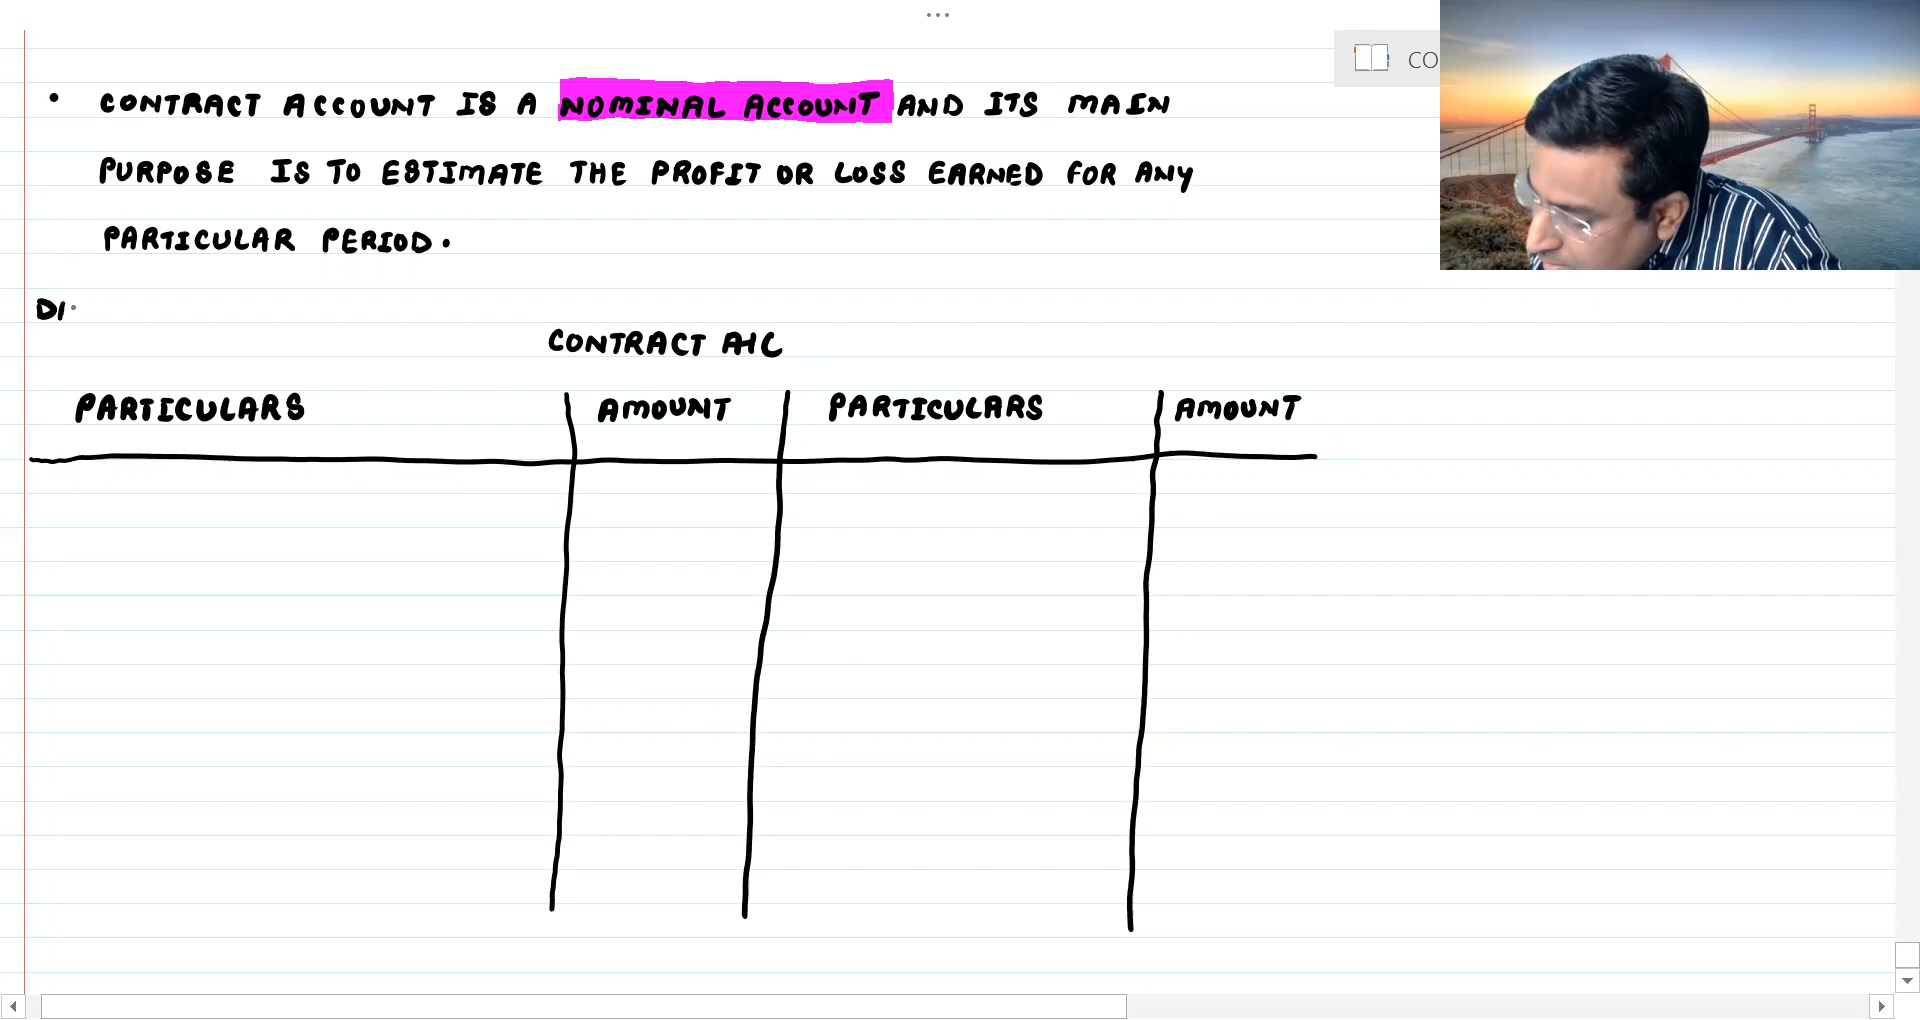 CO
• CONTRACT ACCOUNT IS A NOMINAL ACCOUNT AND ITS MAIN
PURPOSE IS TO ESTIMATE THE PROFIT OR LOSS EARNED FOR ANY
PARTICULAR PERIOD.
CONTRACT A/C
PARTICULARS AMOUNT PARTICULARS AMOUNT